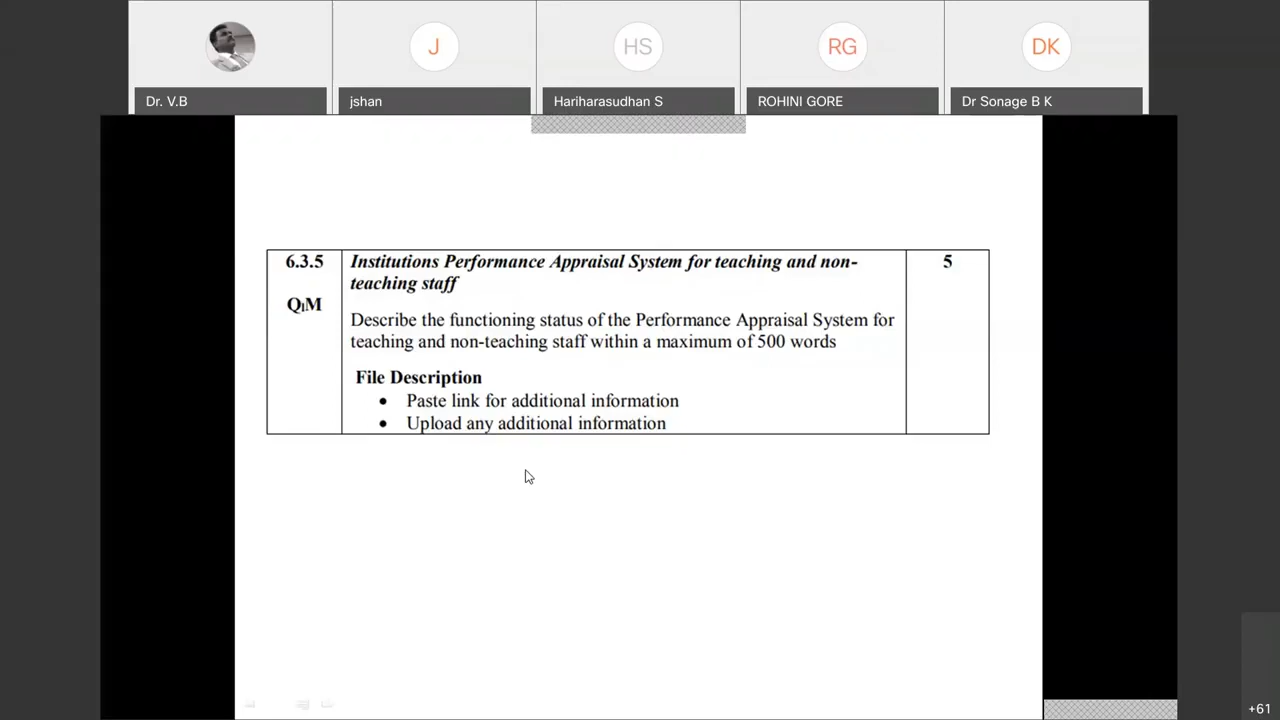 J
HS
RG
DK
Dr. V.B
jshan
Hariharasudhan S
ROHINI GORE
Dr Sonage B K
6.3.5
Institutions Performance Appraisal System for teaching and non-
teaching staff
5
QlM
Describe the functioning status of the Performance Appraisal System for
teaching and non-teaching staff within a maximum of 500 words
File Description
• Paste link for additional information
• Upload any additional information
+61